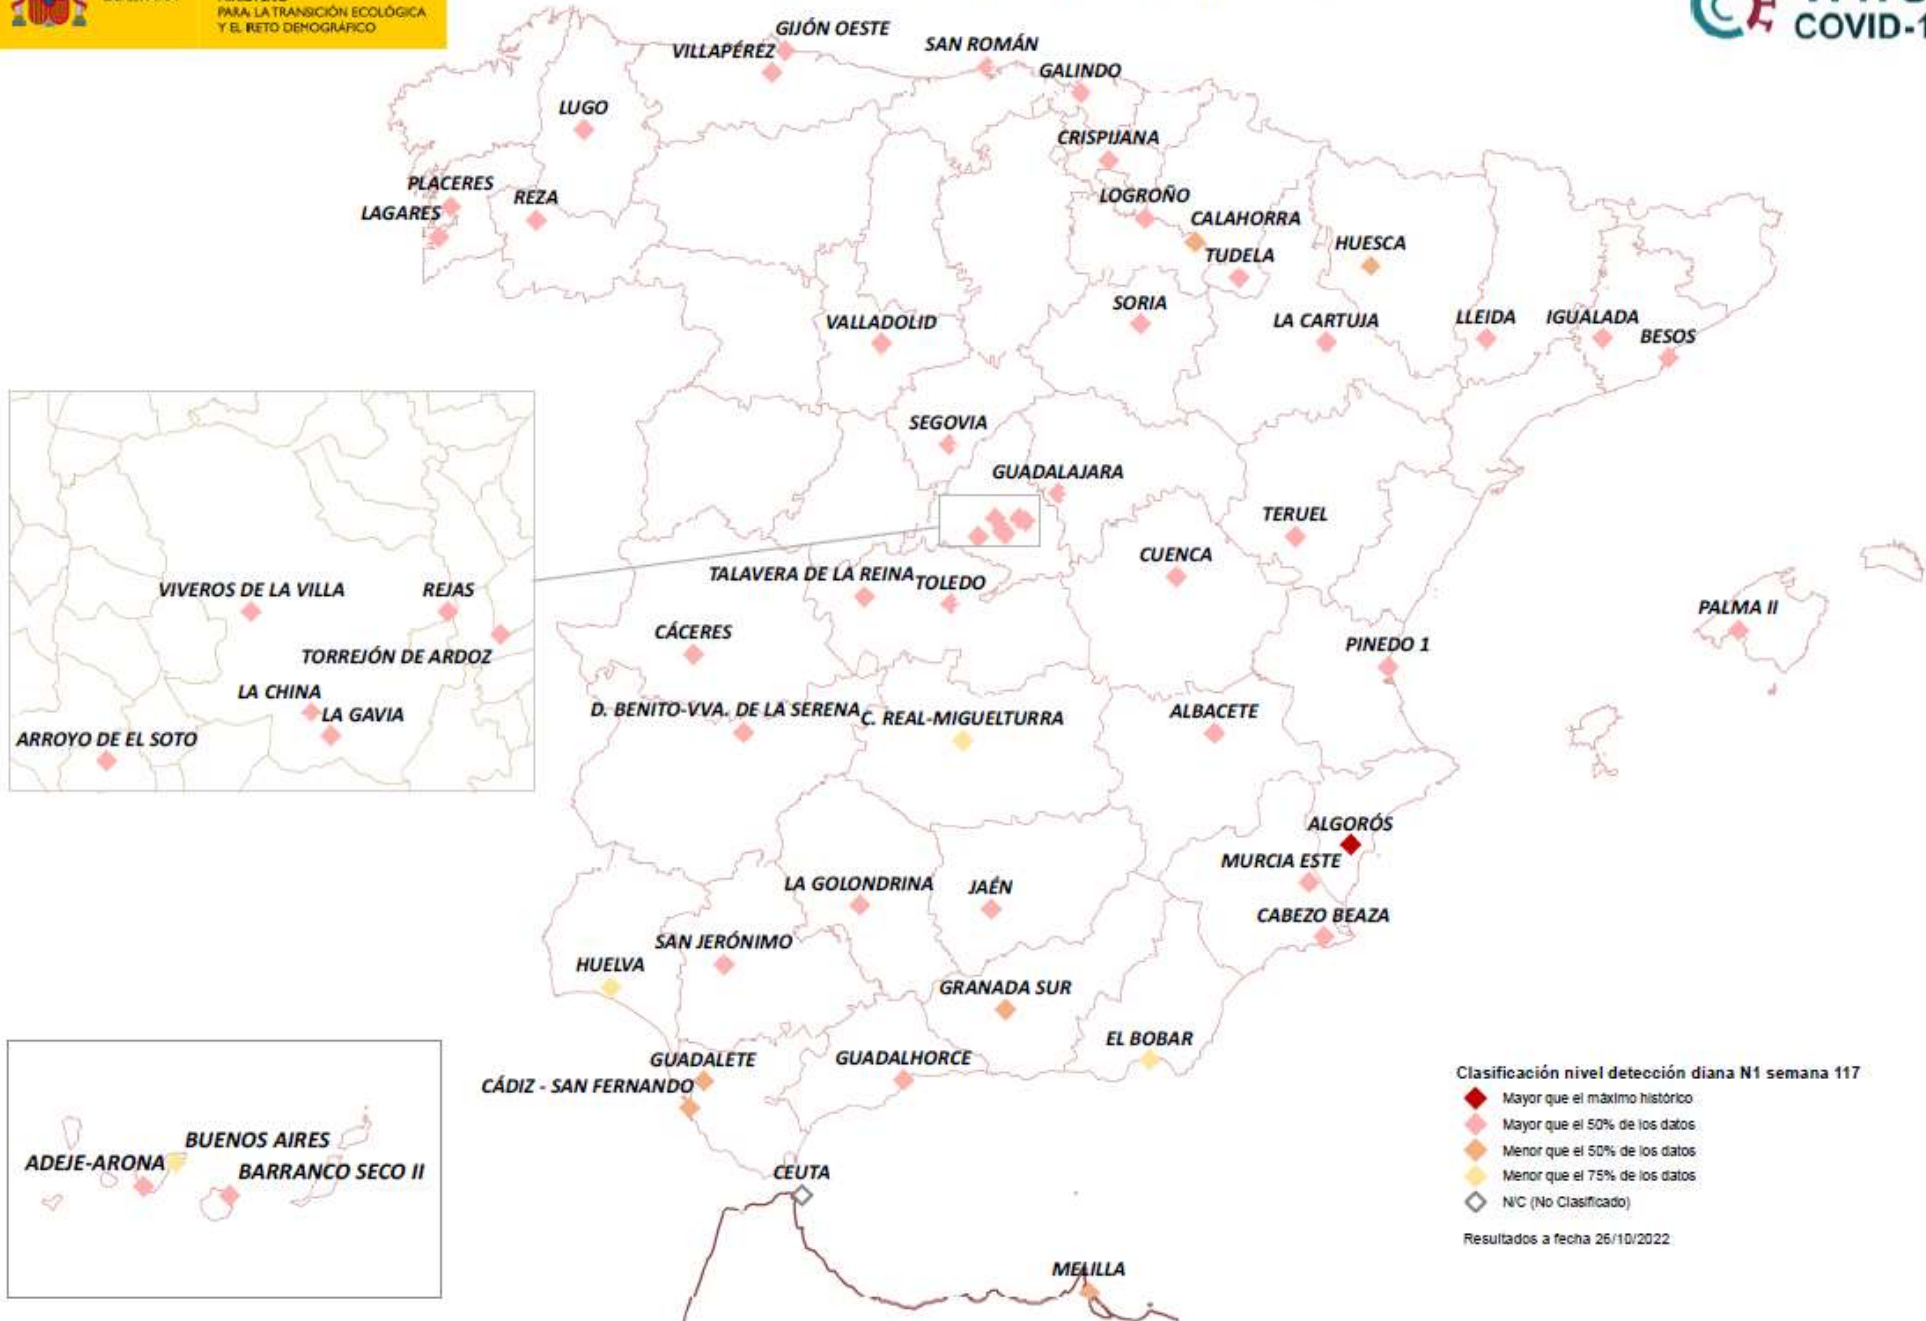 PARA LA TRANSICIÓN ECOLÓGICA
Y EL RETO DEMOGRÁFICO
COVID-1
GIJÓN OESTE
VILLAPÉREZ
SAN ROMÁN
GALINDO
LUGO
CRISPIJANA
PLACERES
REZA
LOGROÑO
LAGARES
CALAHORRA
HUESCA
TUDELA
SORIA
VALLADOLID
LA CARTUJA
LLEIDA
IGUALADA
BESOS
SEGOVIA
GUADALAJARA
TERUEL
CUENCA
TALAVERA DE LA REINA
TOLEDO
VIVEROS DE LA VILLA
REJAS
PALMA II
CÁCERES
PINEDO 1
TORREJÓN DE ARDOZ
LA CHINA
LA GAVIA
D. BENITO-VVA. DE LA SERENA
C. REAL-MIGUELTURRA
ALBACETE
ARROYO DE EL SOTO
ALGORÓS
MURCIA ESTE
LA GOLONDRINA
JAÉN
CABEZO BEAZA
SAN JERÓNIMO
HUELVA
GRANADA SUR
EL BOBAR
GUADALETE
GUADALHORCE
CÁDIZ - SAN FERNANDO
Clasificación nivel detección diana N1 semana 117
Mayor que el máximo histórico
Mayor que el 50% de los datos
Menor que el 50% de los datos
Menor que el 75% de los datos
N/C (No Clasificado)
Resultados a fecha 26/10/2022
BUENOS AIRES
ADEJE-ARONA
BARRANCO SECO II
CEUTA
MELILLA